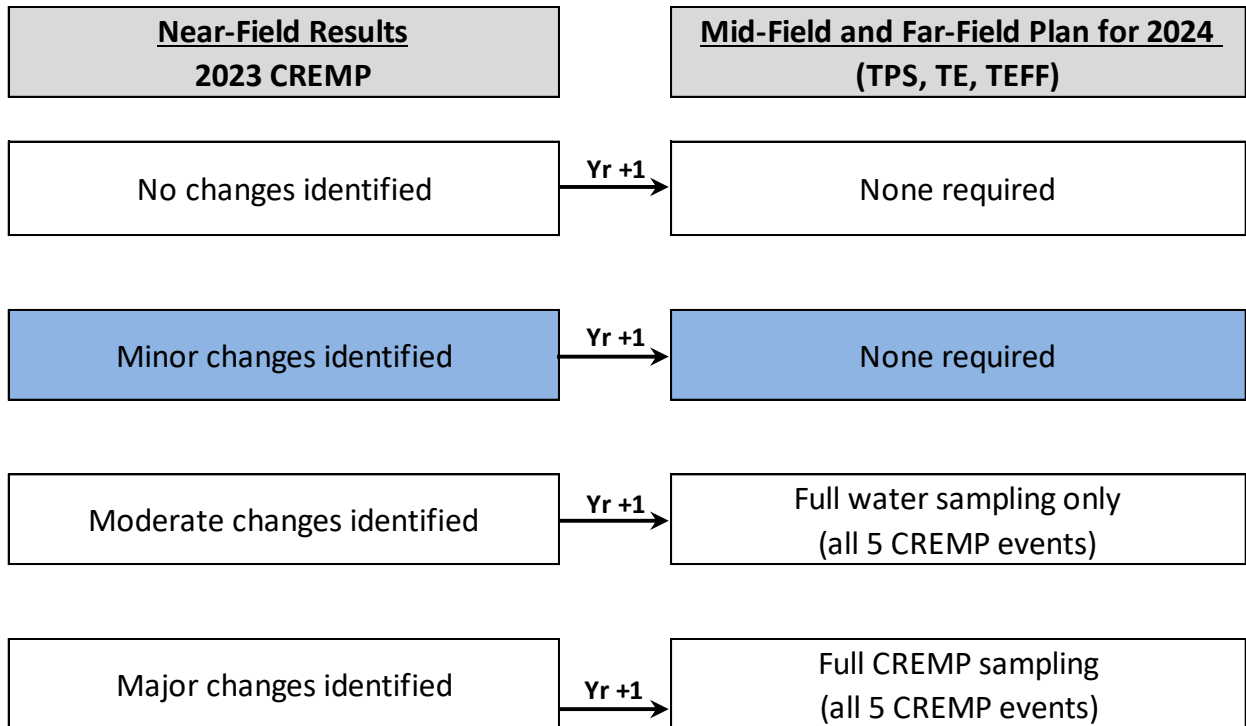 Near-Field Results
2023 CREMP
Mid-Field and Far-Field Plan for 2024
(TPS, TE, TEFF)
No changes identified
Yr +1
None required
Minor changes identified
Yr +1
None required
Moderate changes identified
Yr +1
Full water sampling only
(all 5 CREMP events)
Major changes identified
Yr +1
Full CREMP sampling
(all 5 CREMP events)